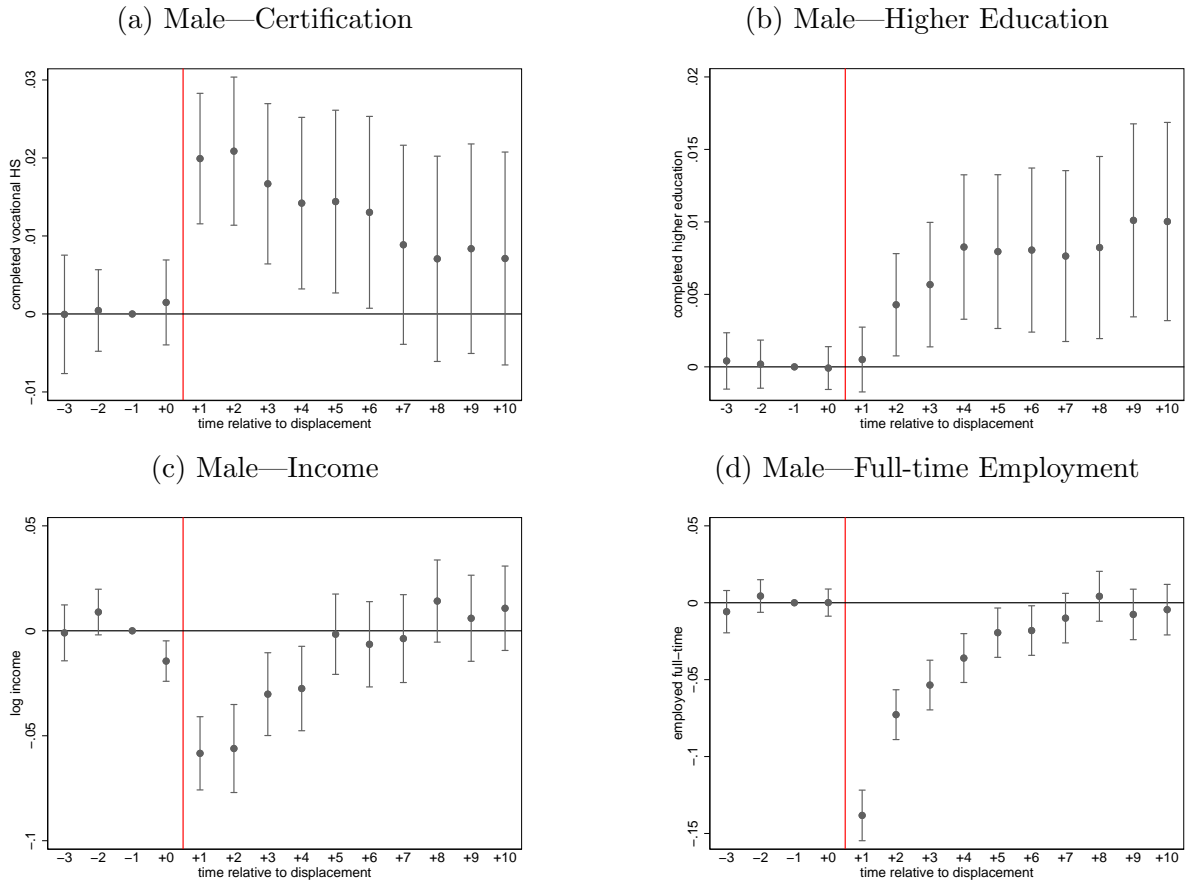 (a) Male—Certification
completed vocational HS
.03
.02
.01
0
-.01
−3 −2 −1 +0 +1 +2 +3 +4 +5 +6 +7 +8 +9 +10
time relative to displacement
(b) Male—Higher Education
completed higher education
.02
.015
.01
.005
0
-3 -2 -1 +0 +1 +2 +3 +4 +5 +6 +7 +8 +9 +10
time relative to displacement
(c) Male—Income
log income
.05
0
−.05
−.1
−3 −2 −1 +0 +1 +2 +3 +4 +5 +6 +7 +8 +9 +10
time relative to displacement
(d) Male—Full-time Employment
employed full−time
.05
0
−.05
−.1
−.15
−3 −2 −1 +0 +1 +2 +3 +4 +5 +6 +7 +8 +9 +10
time relative to displacement